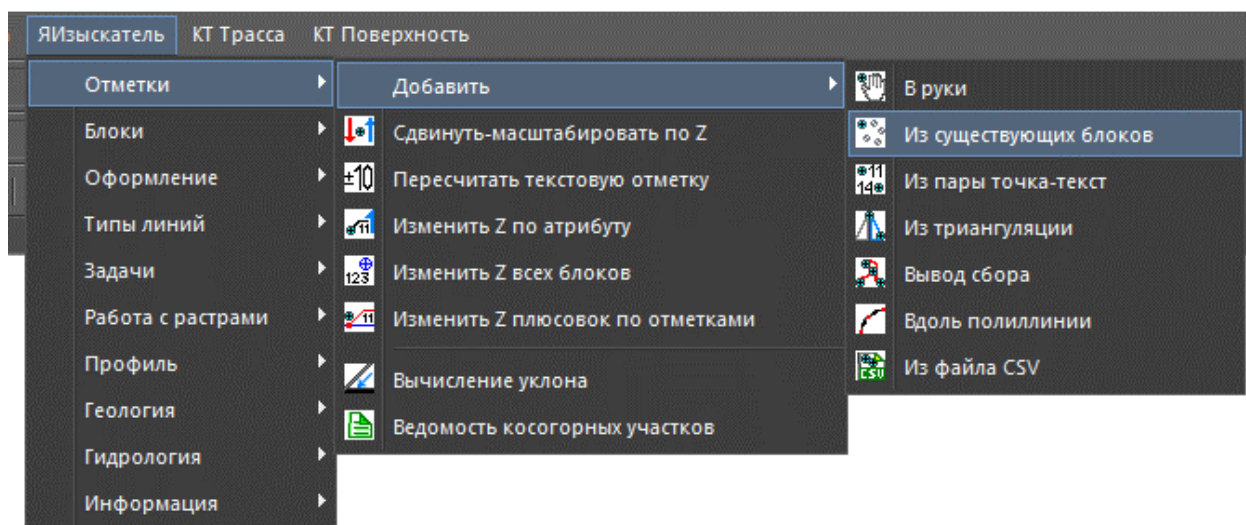 ЯИзыскатель КТ Трасса КТ Поверхность
Отметки
Блоки
Оформление
Типы линий
Задачи
Работа с растрами
Профиль
Геология
Гидрология
Информация
Добавить
Сдвинуть-масштабировать по Z
Пересчитать текстовую отметку
Изменить Z по атрибуту
Изменить Z всех блоков
Изменить Z плюсовок по отметками
Вычисление уклона
Ведомость косогорных участков
В руки
Из существующих блоков
Из пары точка-текст
Из триангуляции
Вывод сбора
Вдоль полиллинии
Из файла CSV